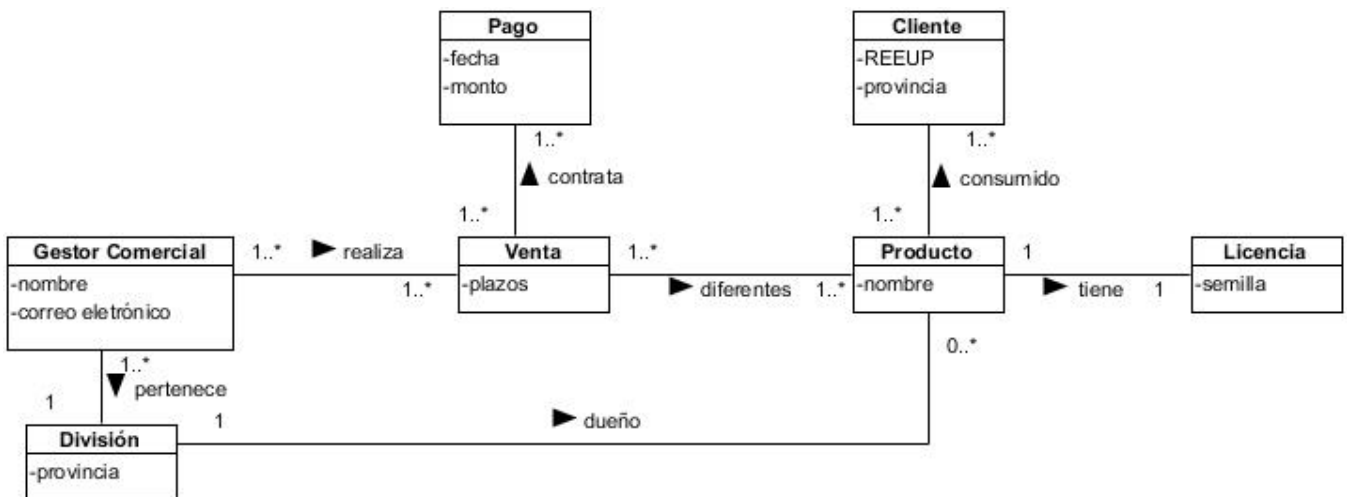 Pago
-fecha
-monto
Cliente
-REEUP
-provincia
1..*
1..*
contrata
consumido
1..*
1..*
Gestor Comercial
-nombre
-correo eletrónico
1..*
realiza
1..*
Venta
-plazos
1..*
diferentes
1..*
Producto
-nombre
1
tiene
1
Licencia
-semilla
0..*
1..*
pertenece
1
1
dueño
División
-provincia